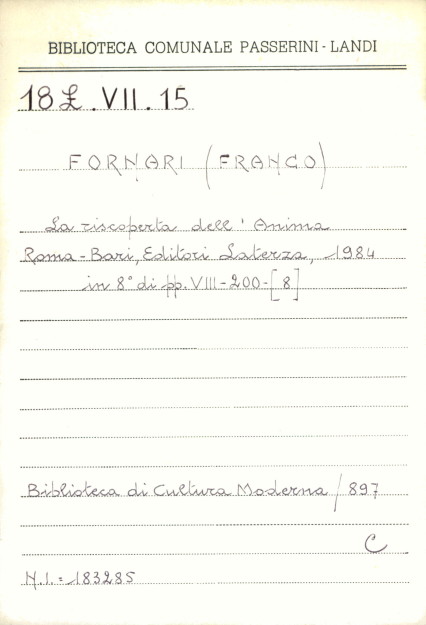 BIBLIOTECA COMUNALE PASSERINI-LANDI
18£.VII.15
FORNARI (FRANCO)
La riscoperta dell'Anima
Roma-Bari, Editori Laterza, 1984
in 8° di pp. VIII-200-[8]
Biblioteca di Cultura Moderna / 897
C
N.I.=183285